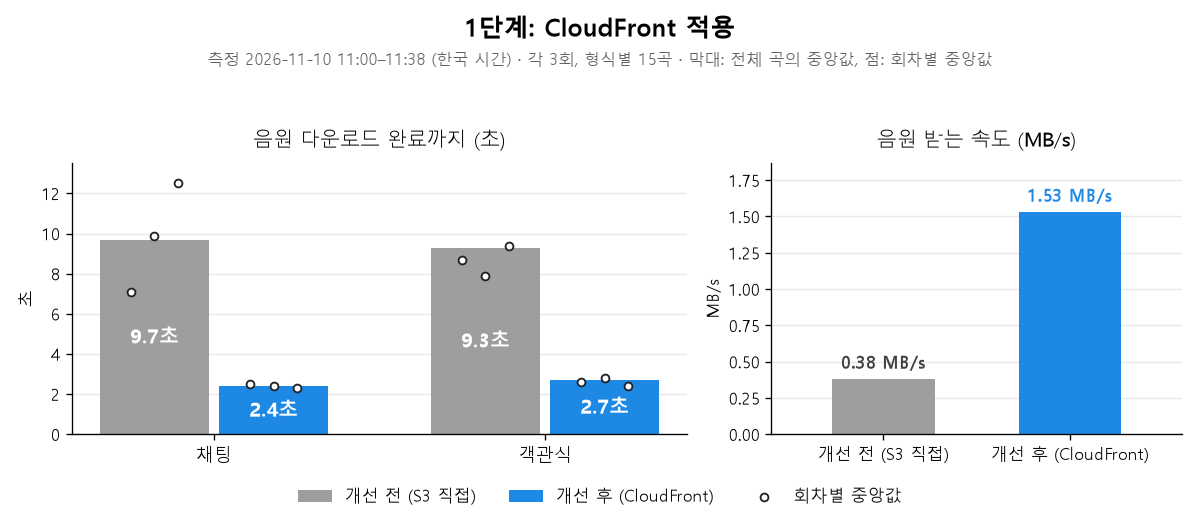 1단계: CloudFront 적용
측정 2026-11-10 11:00–11:38 (한국 시간) · 각 3회, 형식별 15곡 · 막대: 전체 곡의 중앙값, 점: 회차별 중앙값
음원 다운로드 완료까지 (초)
초
12
10
8
6
4
2
0
9.7초
2.4초
9.3초
2.7초
채팅
객관식
음원 받는 속도 (MB/s)
MB/s
1.75
1.50
1.25
1.00
0.75
0.50
0.25
0.00
0.38 MB/s
1.53 MB/s
개선 전 (S3 직접)
개선 후 (CloudFront)
개선 전 (S3 직접)
개선 후 (CloudFront)
회차별 중앙값